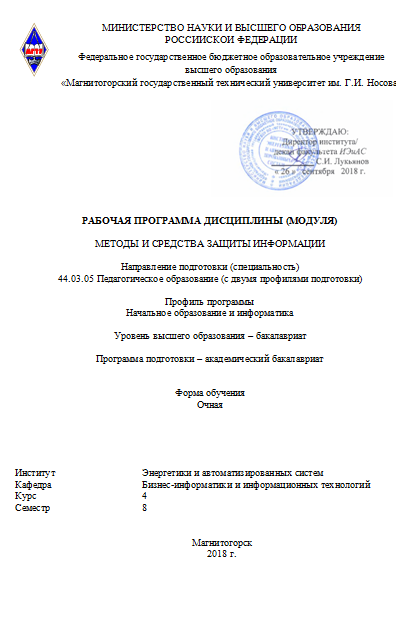 МИНИСТЕРСТВО НАУКИ И ВЫСШЕГО ОБРАЗОВАНИЯ
РОССИЙСКОЙ ФЕДЕРАЦИИ
Федеральное государственное бюджетное образовательное учреждение
высшего образования
«Магнитогорский государственный технический университет им. Г.И. Носова
УТВЕРЖДАЮ:
Директор института/
декан факультета ИЭиАС
С.И. Лукьянов
« 26 » сентября 2018 г.
РАБОЧАЯ ПРОГРАММА ДИСЦИПЛИНЫ (МОДУЛЯ)
МЕТОДЫ И СРЕДСТВА ЗАЩИТЫ ИНФОРМАЦИИ
Направление подготовки (специальность)
44.03.05 Педагогическое образование (с двумя профилями подготовки)
Профиль программы
Начальное образование и информатика
Уровень высшего образования – бакалавриат
Программа подготовки – академический бакалавриат
Форма обучения
Очная
Институт Энергетики и автоматизированных систем
Кафедра Бизнес-информатики и информационных технологий
Курс 4
Семестр 8
Магнитогорск
2018 г.